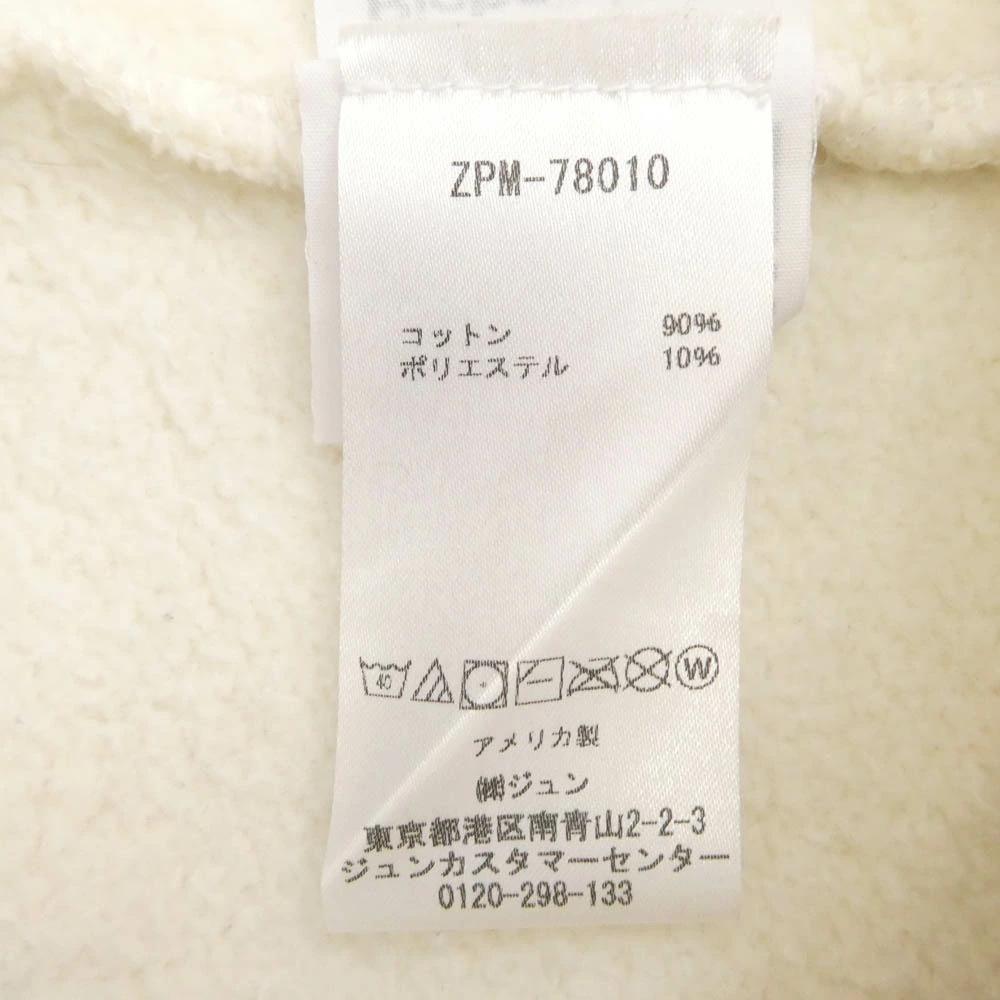 ZPM-78010
コットン 90%
ポリエステル 10%
40
W
アメリカ製
㈱ジュン
東京都港区南青山2-2-3
ジュンカスタマーセンター
0120-298-133